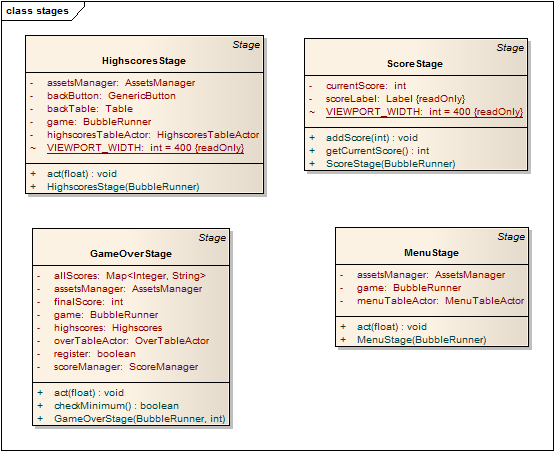 class stages
Stage
HighscoresStage
- assetsManager: AssetsManager
- backButton: GenericButton
- backTable: Table
- game: BubbleRunner
- highscoresTableActor: HighscoresTableActor
~ VIEWPORT_WIDTH: int = 400 {readOnly}
+ act(float) : void
+ HighscoresStage(BubbleRunner)
Stage
ScoreStage
- currentScore: int
- scoreLabel: Label {readOnly}
~ VIEWPORT_WIDTH: int = 400 {readOnly}
+ addScore(int) : void
+ getCurrentScore() : int
+ ScoreStage(BubbleRunner)
Stage
GameOverStage
- allScores: Map<Integer, String>
- assetsManager: AssetsManager
- finalScore: int
- game: BubbleRunner
- highscores: Highscores
- overTableActor: OverTableActor
- register: boolean
- scoreManager: ScoreManager
+ act(float) : void
+ checkMinimum() : boolean
+ GameOverStage(BubbleRunner, int)
Stage
MenuStage
- assetsManager: AssetsManager
- game: BubbleRunner
- menuTableActor: MenuTableActor
+ act(float) : void
+ MenuStage(BubbleRunner)